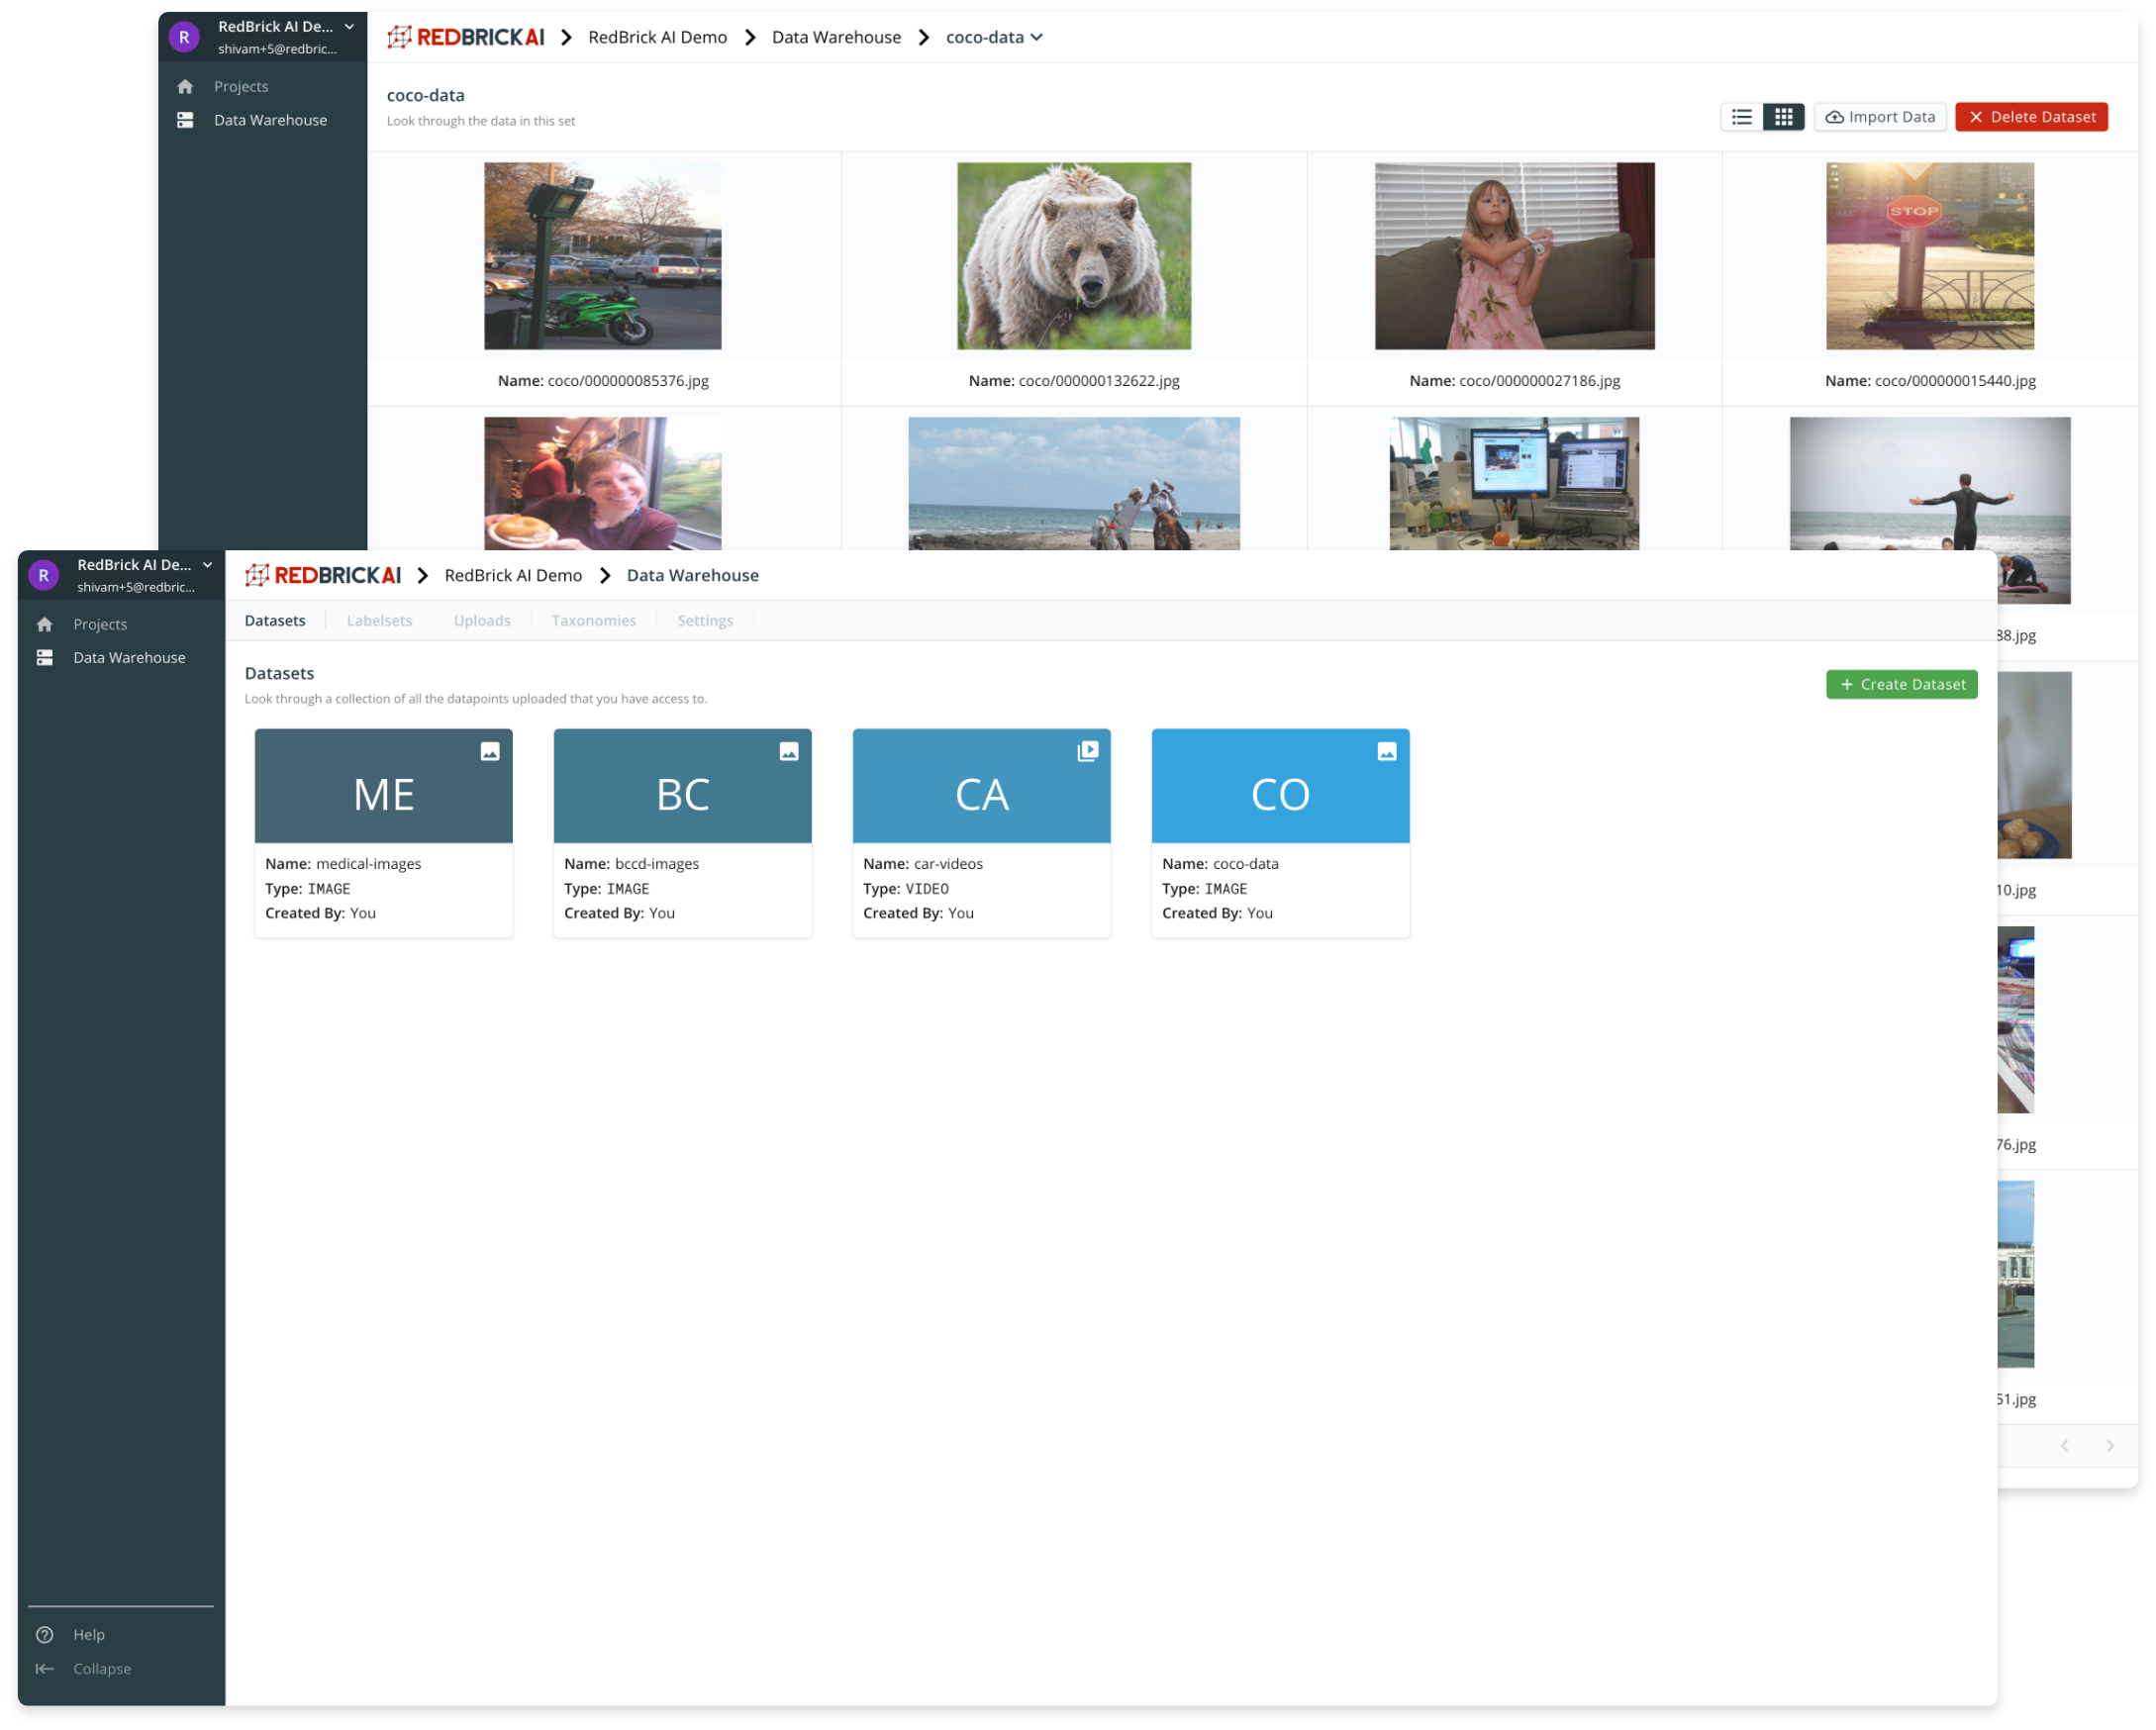 R
RedBrick AI De...
shivam+5@redbric...
Projects
Data Warehouse
REDBRICKAI
RedBrick AI Demo
Data Warehouse
coco-data
coco-data
Look through the data in this set
Import Data
Delete Dataset
STOP
Name: coco/000000085376.jpg
Name: coco/000000132622.jpg
Name: coco/000000027186.jpg
Name: coco/000000015440.jpg
88.jpg
10.jpg
76.jpg
51.jpg
R
RedBrick AI De...
shivam+5@redbric...
Projects
Data Warehouse
Help
Collapse
REDBRICKAI
RedBrick AI Demo
Data Warehouse
Datasets
Labelsets
Uploads
Taxonomies
Settings
Datasets
Look through a collection of all the datapoints uploaded that you have access to.
Create Dataset
ME
Name: medical-images
Type: IMAGE
Created By: You
BC
Name: bccd-images
Type: IMAGE
Created By: You
CA
Name: car-videos
Type: VIDEO
Created By: You
CO
Name: coco-data
Type: IMAGE
Created By: You